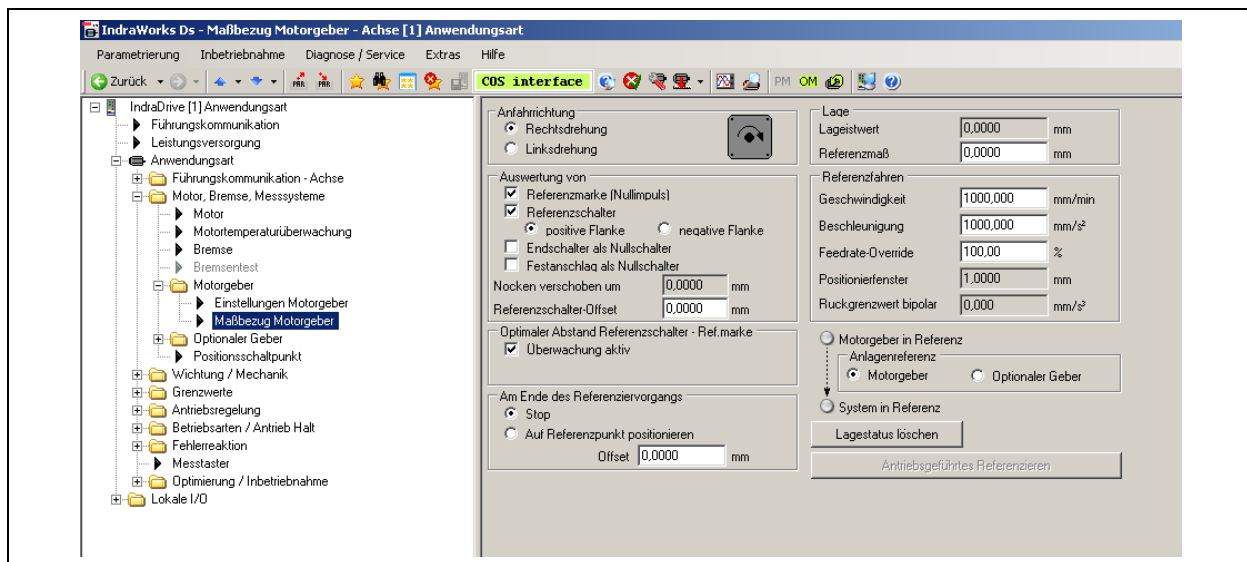 IndraWorks Ds - Maßbezug Motorgeber - Achse [1] Anwendungsart
Parametrierung Inbetriebnahme Diagnose / Service Extras Hilfe
Zurück PAR PAR COS interface PM OM
IndraDrive [1] Anwendungsart
Führungskommunikation
Leistungsversorgung
Anwendungsart
Führungskommunikation - Achse
Motor, Bremse, Messsysteme
Motor
Motortemperaturüberwachung
Bremse
Bremsentest
Motorgeber
Einstellungen Motorgeber
Maßbezug Motorgeber
Optionaler Geber
Positionsschaltpunkt
Wichtung / Mechanik
Grenzwerte
Antriebsregelung
Betriebsarten / Antrieb Halt
Fehlerreaktion
Messtaster
Optimierung / Inbetriebnahme
Lokale I/O
Anfahrrichtung
Rechtsdrehung
Linksdrehung
Auswertung von
Referenzmarke (Nullimpuls)
Referenzschalter
positive Flanke negative Flanke
Endschalter als Nullschalter
Festanschlag als Nullschalter
Nocken verschoben um 0,0000 mm
Referenzschalter-Offset 0,0000 mm
Optimaler Abstand Referenzschalter - Ref.marke
Überwachung aktiv
Am Ende des Referenziervorgangs
Stop
Auf Referenzpunkt positionieren
Offset 0,0000 mm
Lage
Lageistwert 0,0000 mm
Referenzmaß 0,0000 mm
Referenzfahren
Geschwindigkeit 1000,000 mm/min
Beschleunigung 1000,000 mm/s²
Feedrate-Override 100,00 %
Positionierfenster 1,0000 mm
Ruckgrenzwert bipolar 0,000 mm/s³
Motorgeber in Referenz
Anlagenreferenz
Motorgeber Optionaler Geber
System in Referenz
Lagestatus löschen
Antriebsgeführtes Referenzieren